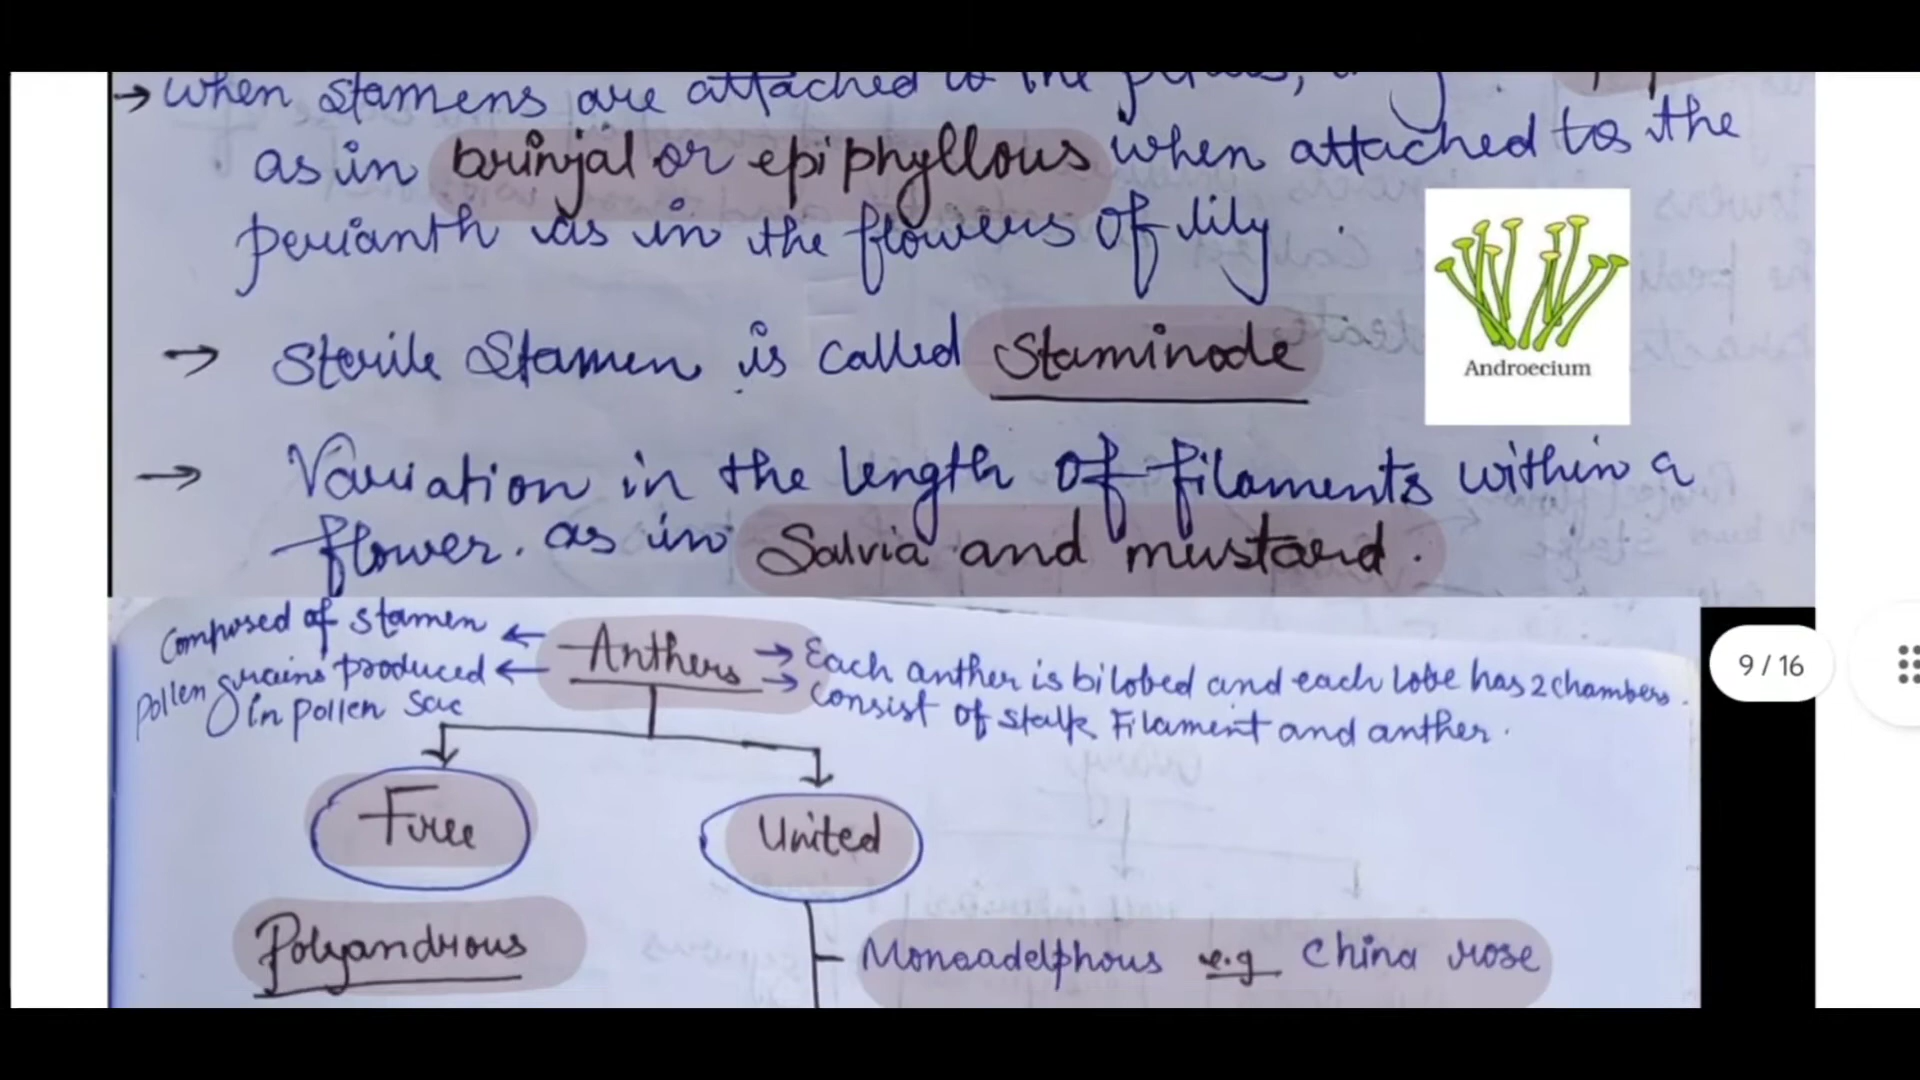 → When stamens are attached to the
as in brinjal or epiphyllous when attached to the
perianth as in the flowers of lily.
→ Sterile stamen is called staminode
Androecium
→ Variation in the length of filaments within a
flower. as in Salvia and mustard.
Composed of stamen ← Anthers → Each anther is bilobed and each lobe has 2 chambers.
pollen grains produced ← → consist of stalk Filament and anther.
in pollen sac
Free
United
Polyandrous
Monoadelphous e.g China rose
9 / 16